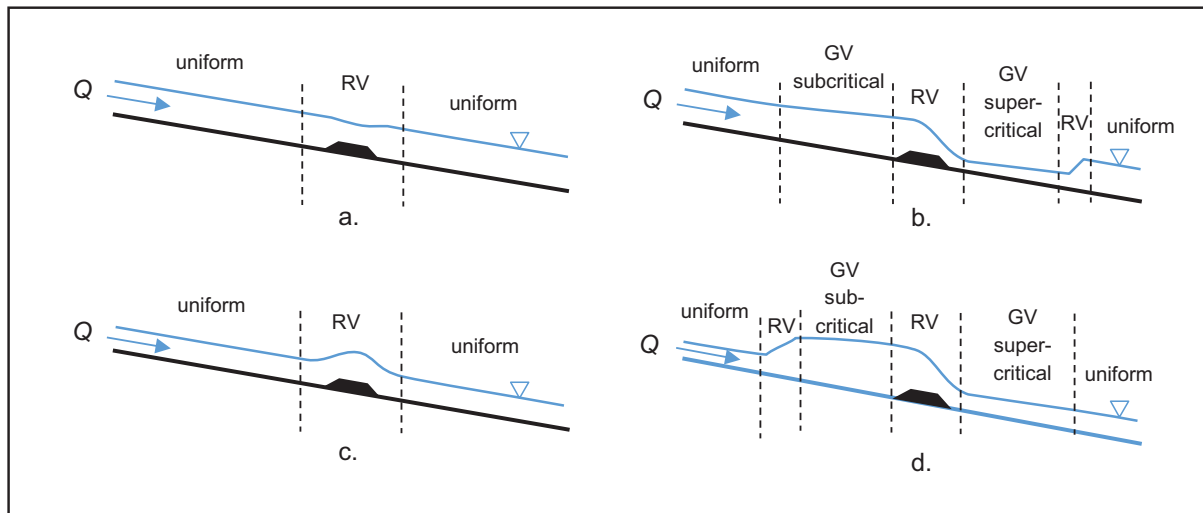 uniform
RV
uniform
Q
a.
uniform
GV
subcritical
RV
GV
super-
critical
RV
uniform
Q
b.
uniform
RV
uniform
Q
c.
uniform
RV
GV
sub-
critical
RV
GV
super-
critical
uniform
Q
d.